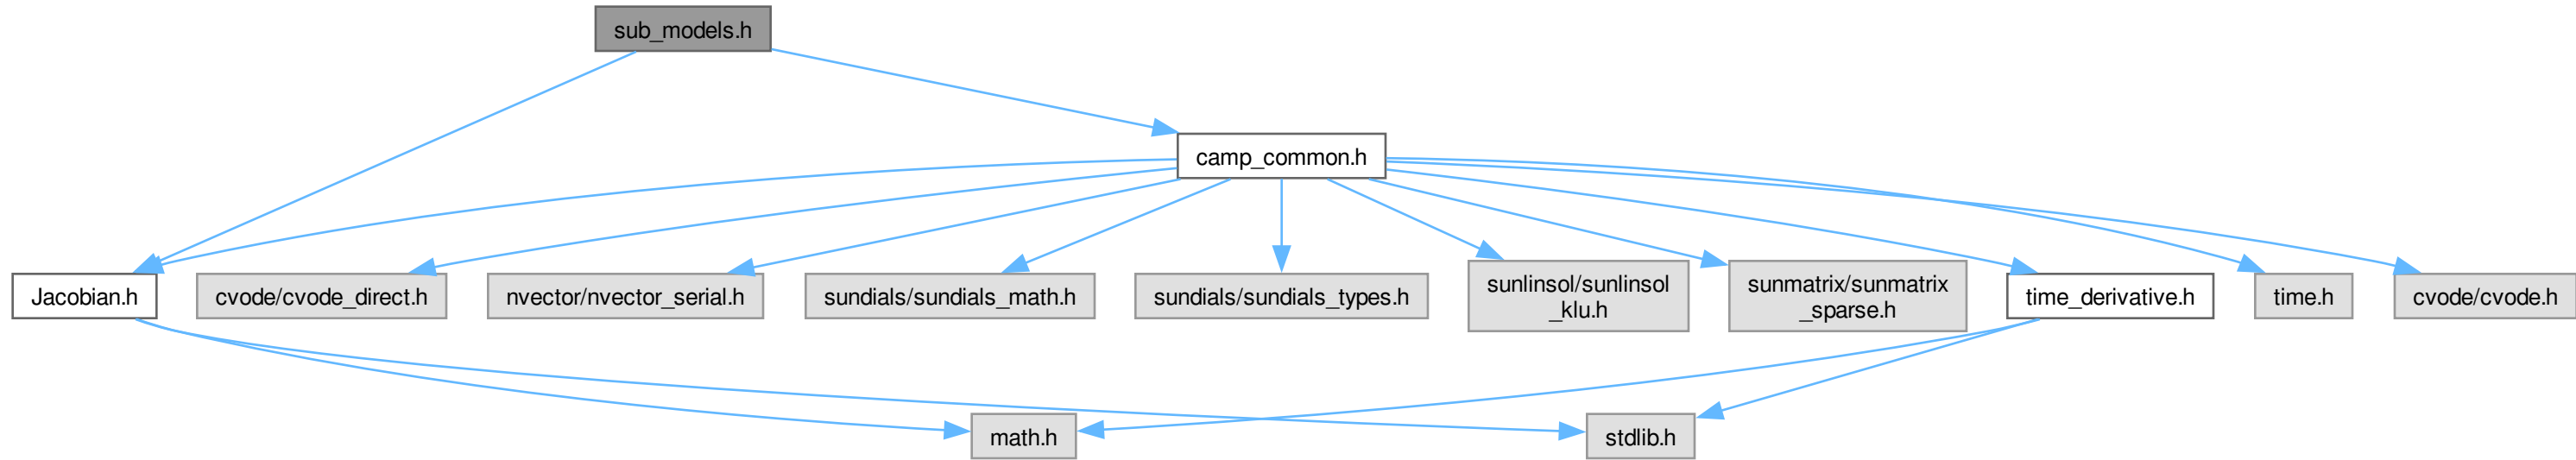 sub_models.h
camp_common.h
Jacobian.h
cvode/cvode_direct.h
nvector/nvector_serial.h
sundials/sundials_math.h
sundials/sundials_types.h
sunlinsol/sunlinsol
_klu.h
sunmatrix/sunmatrix
_sparse.h
time_derivative.h
time.h
cvode/cvode.h
math.h
stdlib.h